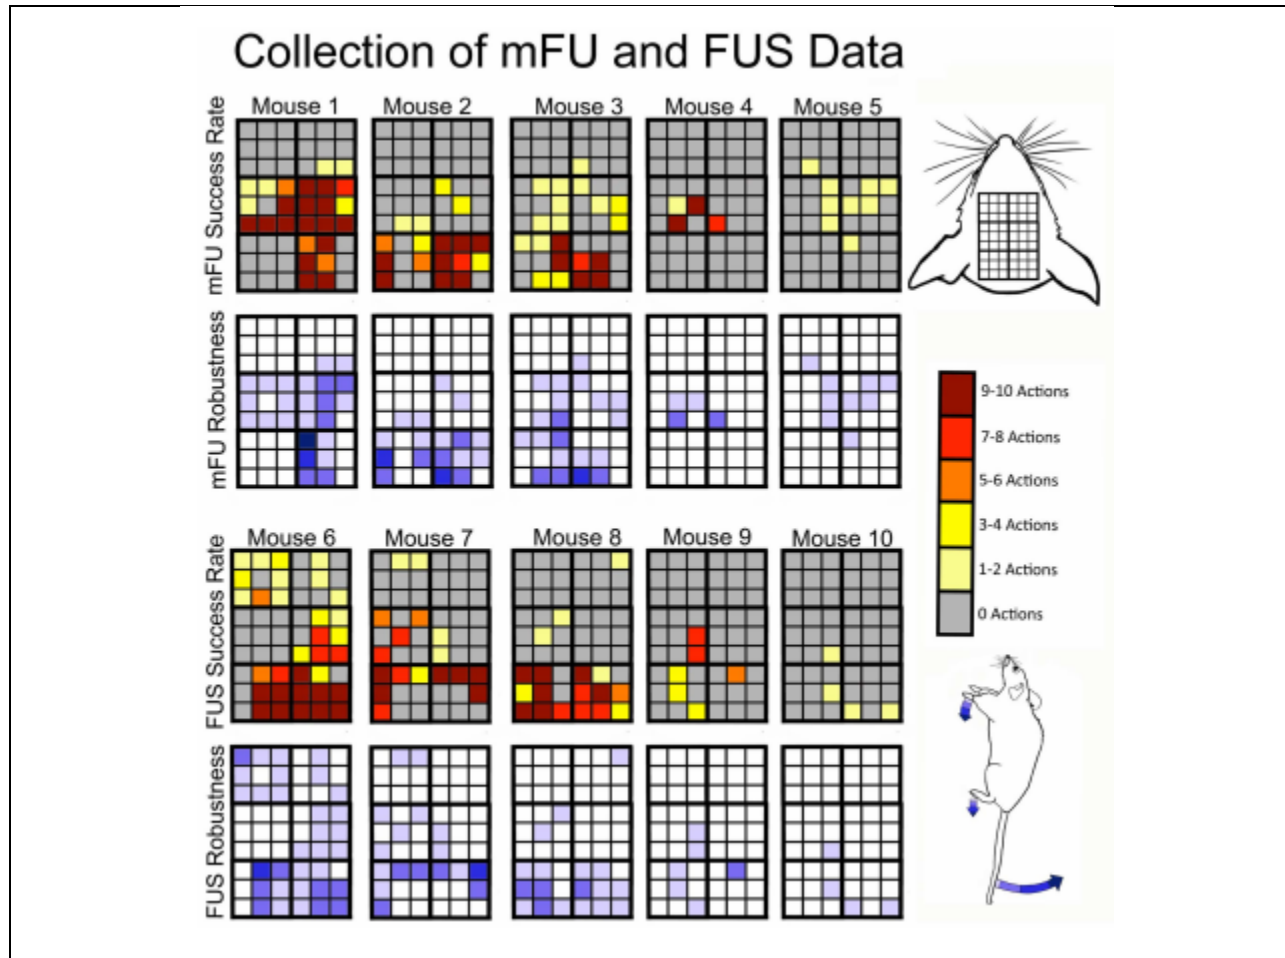 Collection of mFU and FUS Data
Mouse 1 Mouse 2 Mouse 3 Mouse 4 Mouse 5
mFU Success Rate
mFU Robustness
9-10 Actions
7-8 Actions
5-6 Actions
3-4 Actions
1-2 Actions
0 Actions
Mouse 6 Mouse 7 Mouse 8 Mouse 9 Mouse 10
FUS Success Rate
FUS Robustness